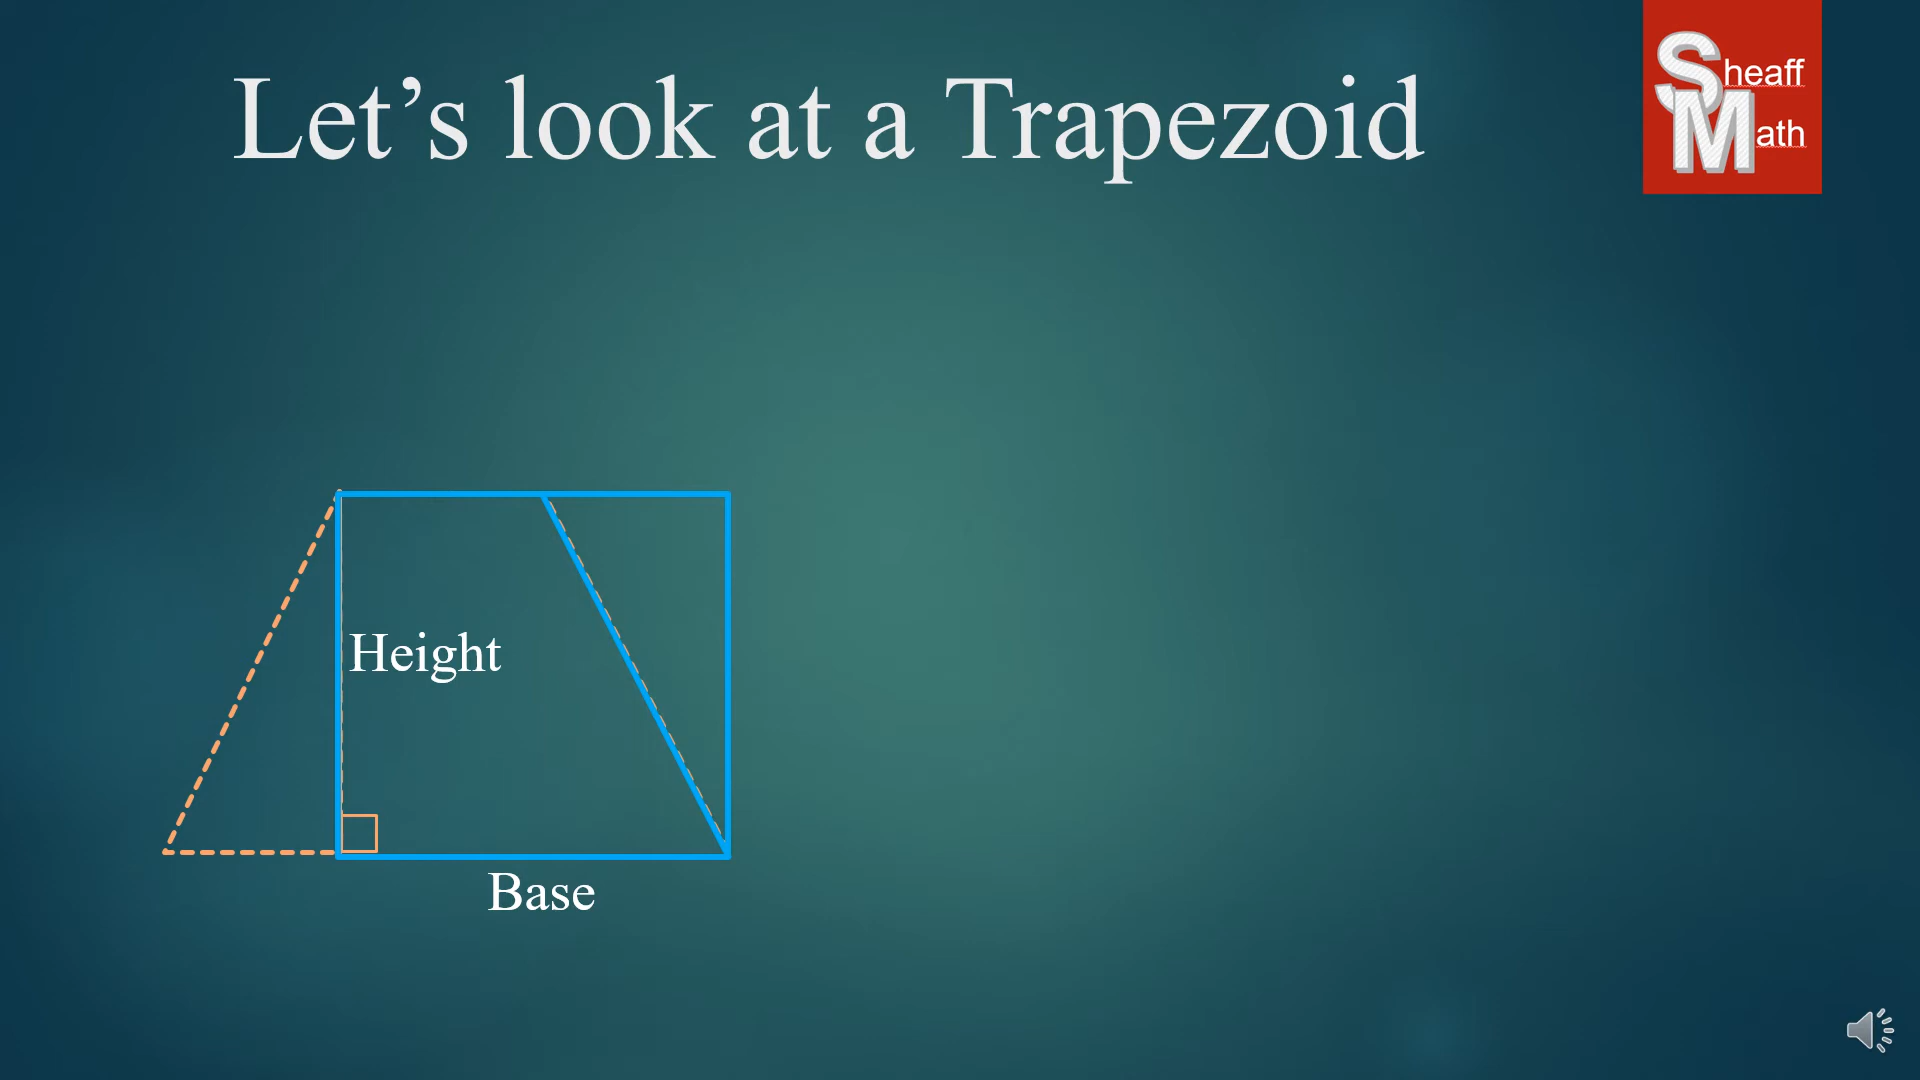 Let’s look at a Trapezoid
Sheaff
Math
Height
Base